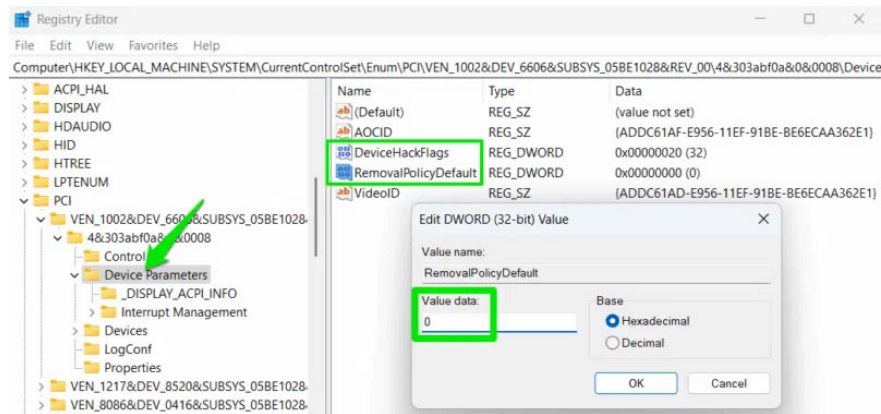 Registry Editor
File Edit View Favorites Help
Computer\HKEY_LOCAL_MACHINE\SYSTEM\CurrentControlSet\Enum\PCI\VEN_1002&DEV_6606&SUBSYS_05BE1028&REV_00\4&303abf0a&0&0008\Device
ACPI_HAL
DISPLAY
HDAUDIO
HID
HTREE
LPTENUM
PCI
VEN_1002&DEV_6606&SUBSYS_05BE1028
4&303abf0a&0&0008
Control
Device Parameters
_DISPLAY_ACPI_INFO
Interrupt Management
Devices
LogConf
Properties
VEN_1217&DEV_8520&SUBSYS_05BE1028
VEN_8086&DEV_0416&SUBSYS_05BE1028
Name Type Data
(Default) REG_SZ (value not set)
AOCID REG_SZ {ADDC61AF-E956-11EF-91BE-BE6ECAA362E1}
DeviceHackFlags REG_DWORD 0x00000020 (32)
RemovalPolicyDefault REG_DWORD 0x00000000 (0)
VideoID REG_SZ {ADDC61AD-E956-11EF-91BE-BE6ECAA362E1}
Edit DWORD (32-bit) Value
Value name:
RemovalPolicyDefault
Value data:
0
Base
Hexadecimal
Decimal
OK Cancel